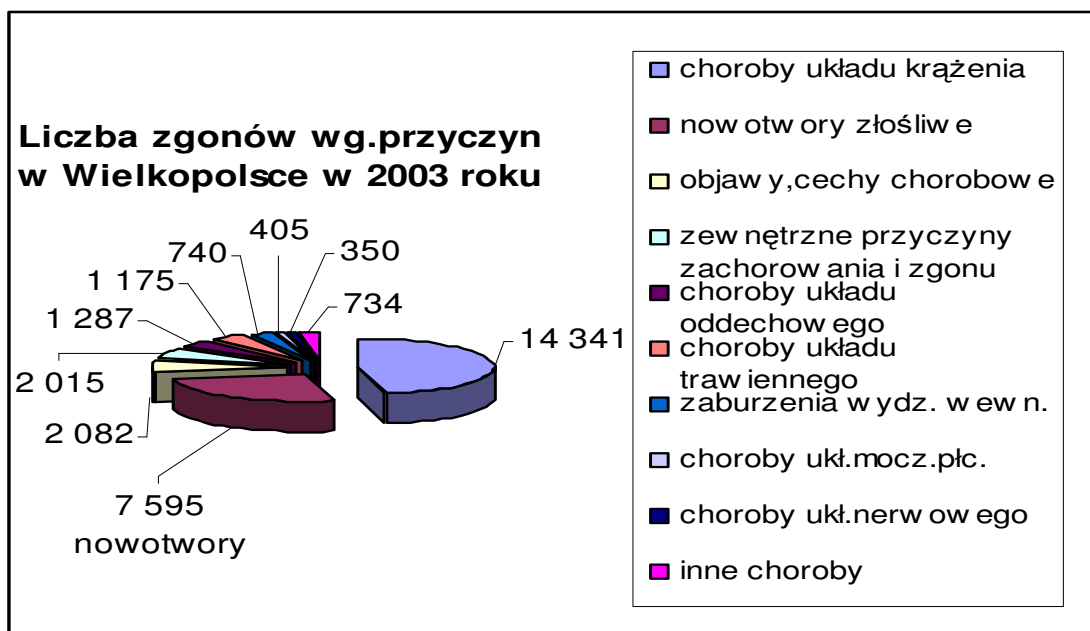 Liczba zgonów wg.przyczyn
w Wielkopolsce w 2003 roku
405
740
350
1 175
734
1 287
14 341
2 015
2 082
7 595
nowotwory
choroby układu krążenia
nowotwory złośliwe
objawy,cechy chorobowe
zewnętrzne przyczyny
zachorowania i zgonu
choroby układu
oddechowego
choroby układu
trawiennego
zaburzenia wydz. wewn.
choroby ukł.mocz.płc.
choroby ukł.nerwowego
inne choroby